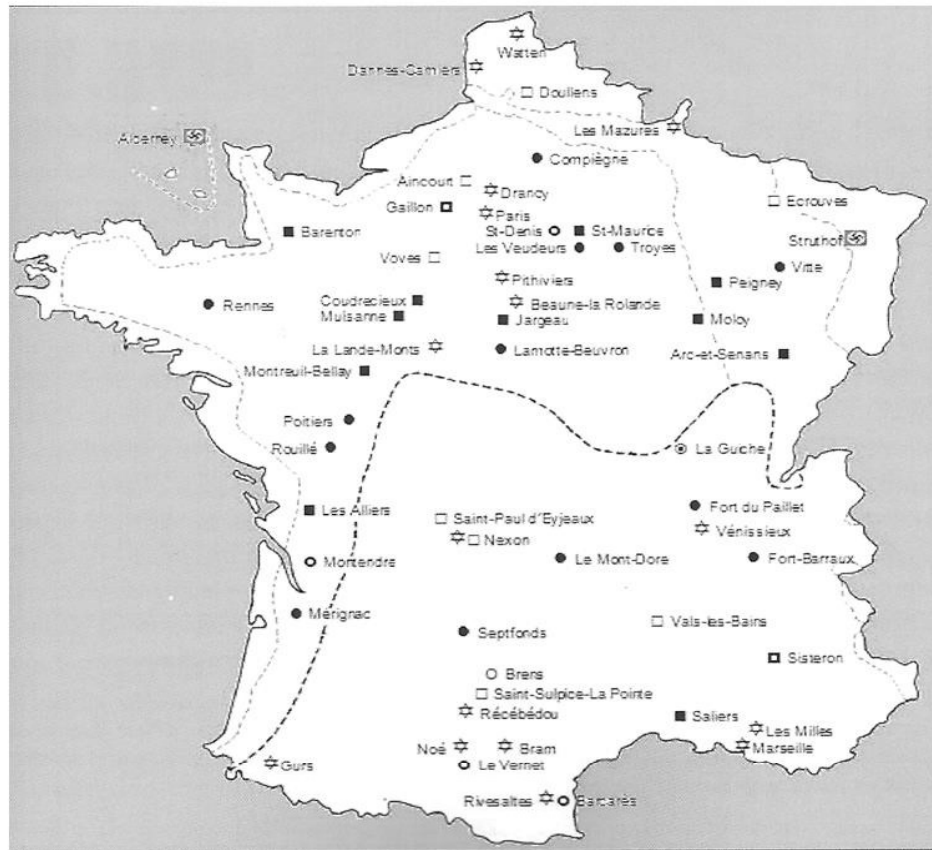 Watten
Dannes-Camiers
Doullens
Les Mazures
Alderney
Compiègne
Aincourt
Drancy
Ecrouves
Gaillon
Paris
St-Denis
St-Maurice
Barenton
Struthof
Les Veudeurs
Troyes
Voves
Vitte
Pithiviers
Peigney
Rennes
Coudrecieux
Beaune-la Rolande
Mulsanne
Jargeau
Moloy
La Lande-Monts
Lamotte-Beuvron
Arc-et-Senans
Montreuil-Bellay
Poitiers
Rouillé
La Guiche
Les Alliers
Fort du Paillet
Saint-Paul d'Eyjeaux
Vénissieux
Nexon
Montendre
Le Mont-Dore
Fort-Barraux
Mérignac
Vals-les-Bains
Septfonds
Sisteron
Brens
Saint-Sulpice-La Pointe
Récébédou
Saliers
Les Milles
Noé
Bram
Marseille
Gurs
Le Vernet
Rivesaltes
Barcarès